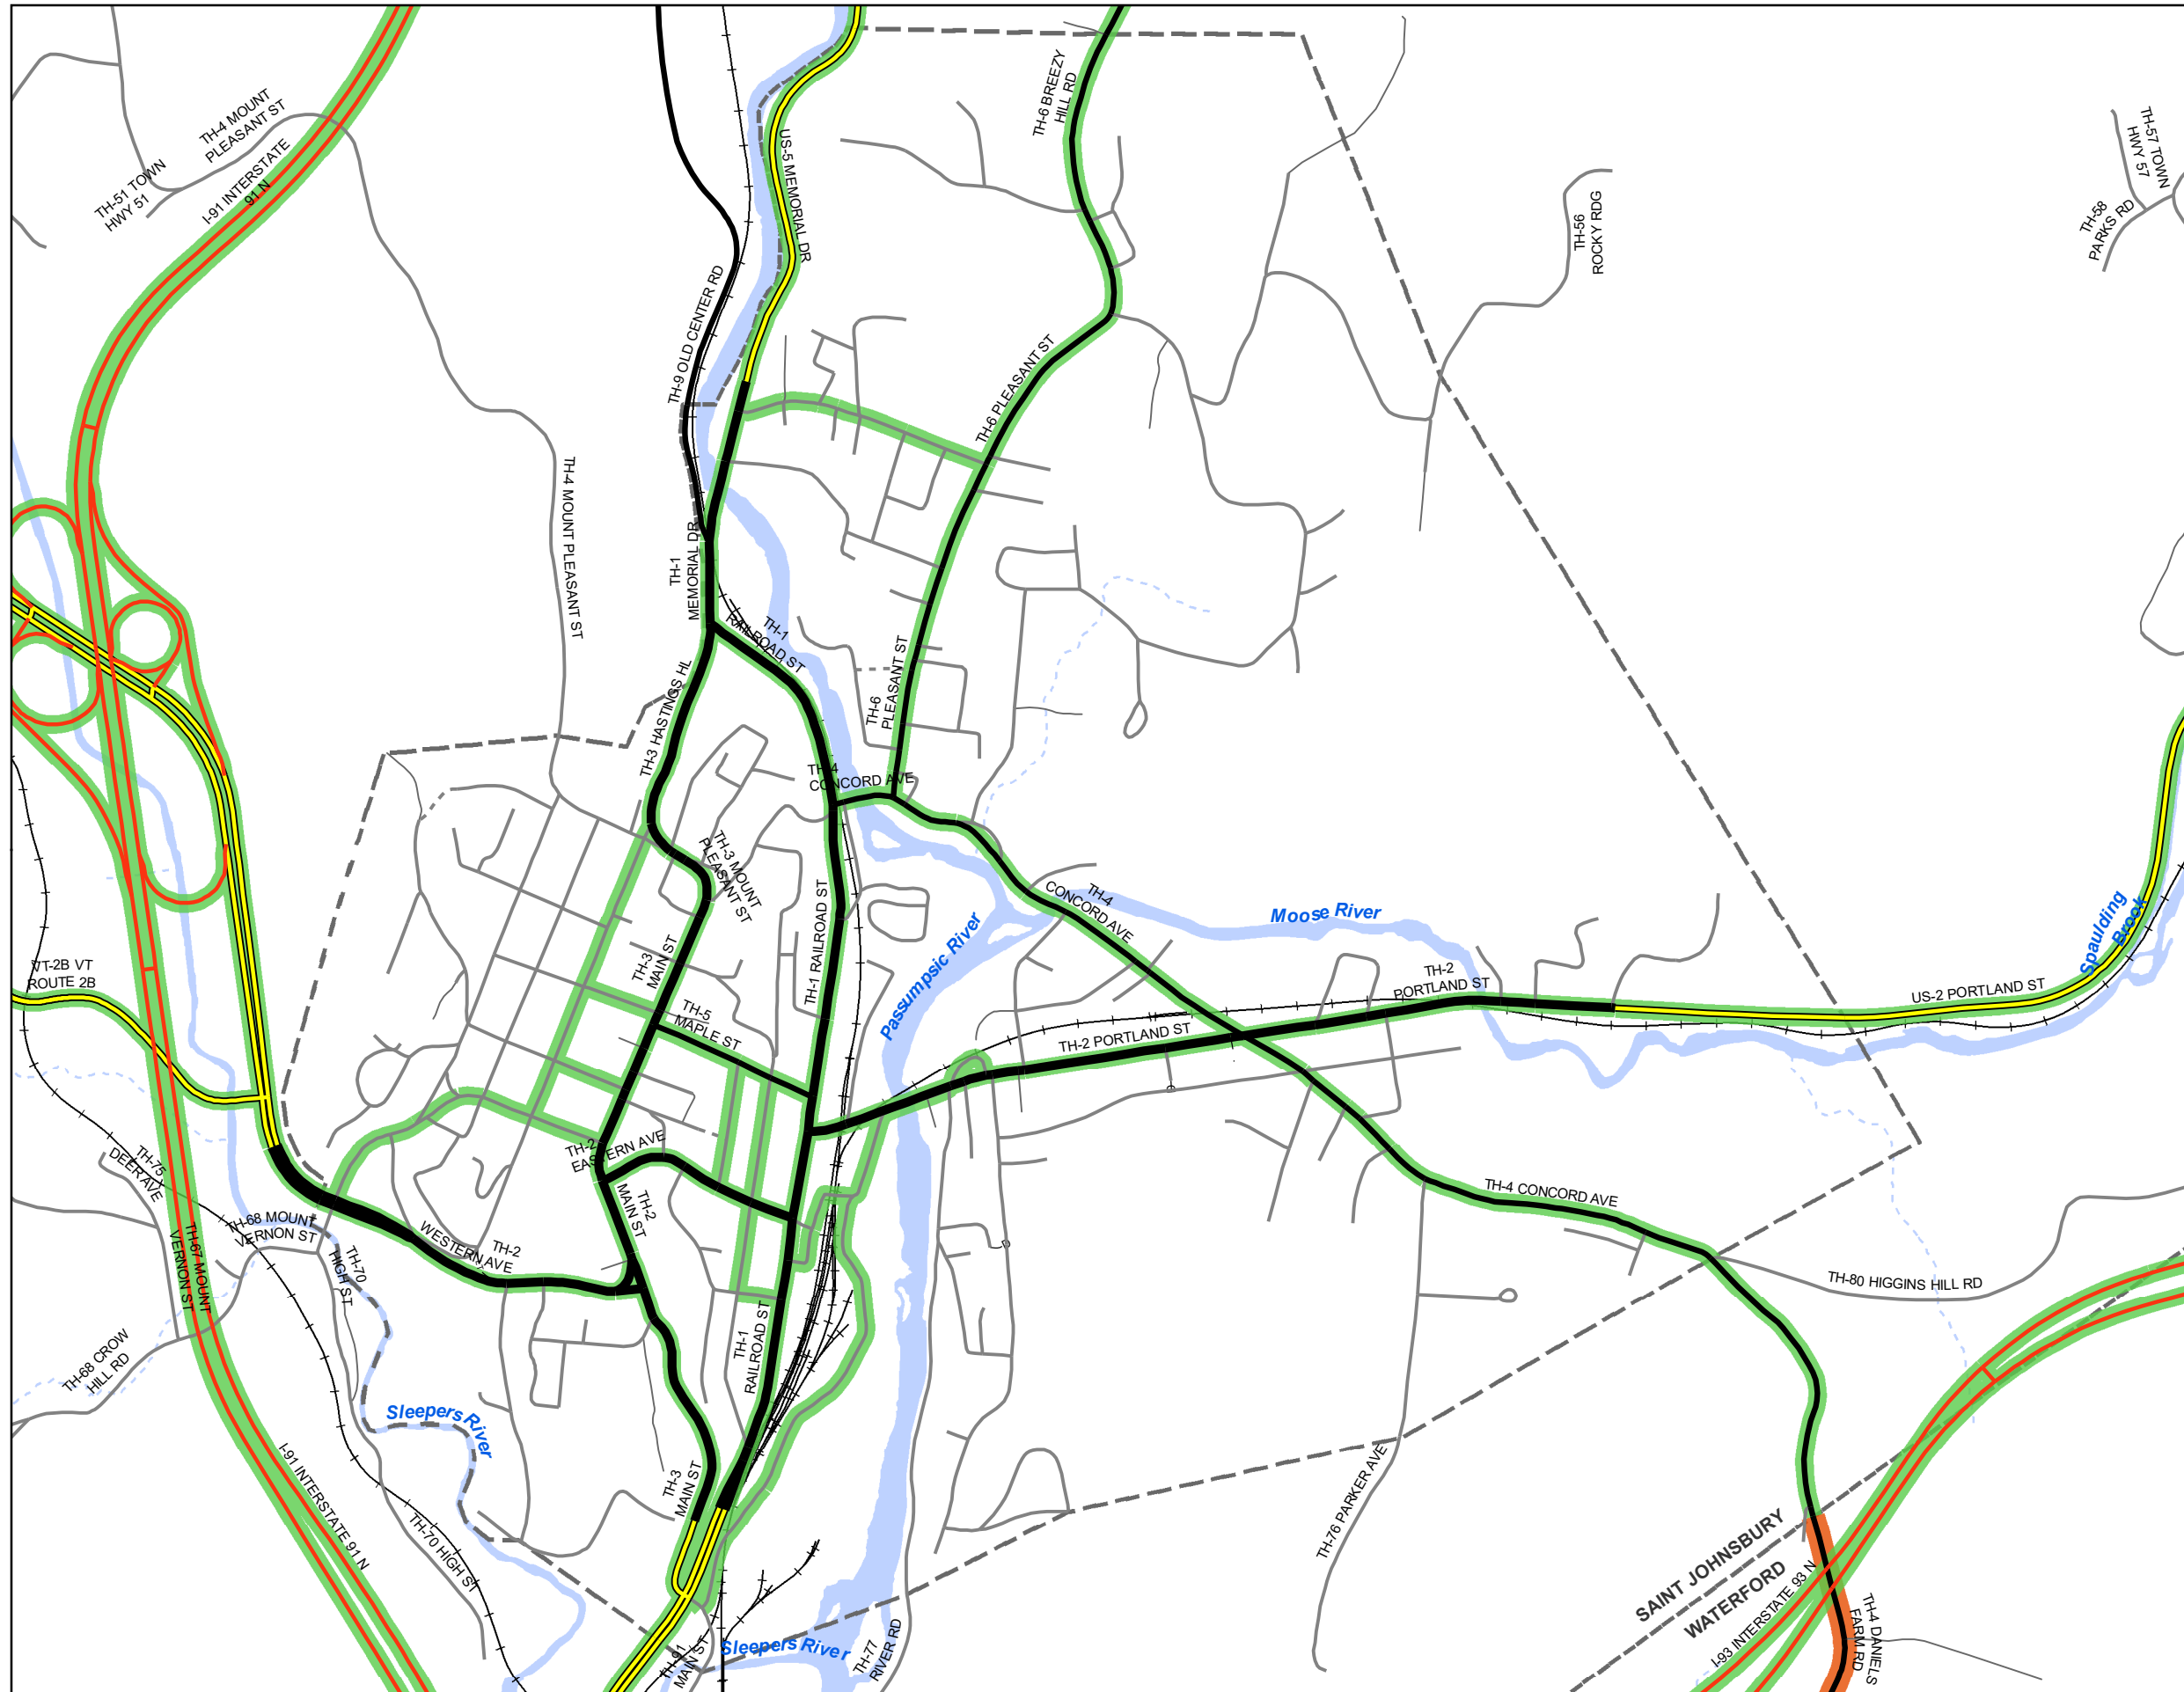 TH-4 MOUNT
PLEASANT ST
TH-51 TOWN
HWY 51
I-91 INTERSTATE
91 N
US-5 MEMORIAL DR
TH-6 BREEZY
HILL RD
TH-56
ROCKY RDG
TH-57 TOWN
HWY 57
TH-58
PARKS RD
TH-9 OLD CENTER RD
TH-6 PLEASANT ST
TH-4 MOUNT PLEASANT ST
TH-1
MEMORIAL DR
TH-1
RAILROAD ST
TH-3 HASTINGS HL
TH-6
PLEASANT ST
TH-4
CONCORD AVE
TH-3 MOUNT
PLEASANT ST
TH-1 RAILROAD ST
TH-4
CONCORD AVE
Moose River
Passumpsic River
Spaulding
Brook
VT-2B VT
ROUTE 2B
TH-3
MAIN ST
TH-5
MAPLE ST
TH-2
PORTLAND ST
US-2 PORTLAND ST
TH-2 PORTLAND ST
TH-75
DEER AVE
TH-2
EASTERN AVE
TH-2
MAIN ST
TH-4 CONCORD AVE
TH-68 MOUNT
VERNON ST
TH-67 MOUNT
VERNON ST
TH-70
HIGH ST
TH-2
WESTERN AVE
TH-80 HIGGINS HILL RD
TH-68 CROW
HILL RD
TH-1
RAILROAD ST
Sleepers River
I-91 INTERSTATE 91 N
TH-3
MAIN ST
TH-76 PARKER AVE
TH-70 HIGH ST
SAINT JOHNSBURY
WATERFORD
I-93 INTERSTATE 93 N
TH-4 DANIELS
FARM RD
TH-91
MAIN ST
Sleepers River
TH-77
RIVER RD